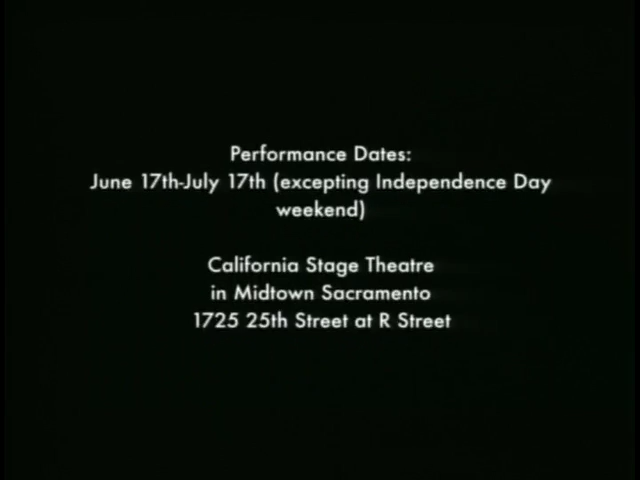 Performance Dates:
June 17th-July 17th (excepting Independence Day
weekend)
California Stage Theatre
in Midtown Sacramento
1725 25th Street at R Street